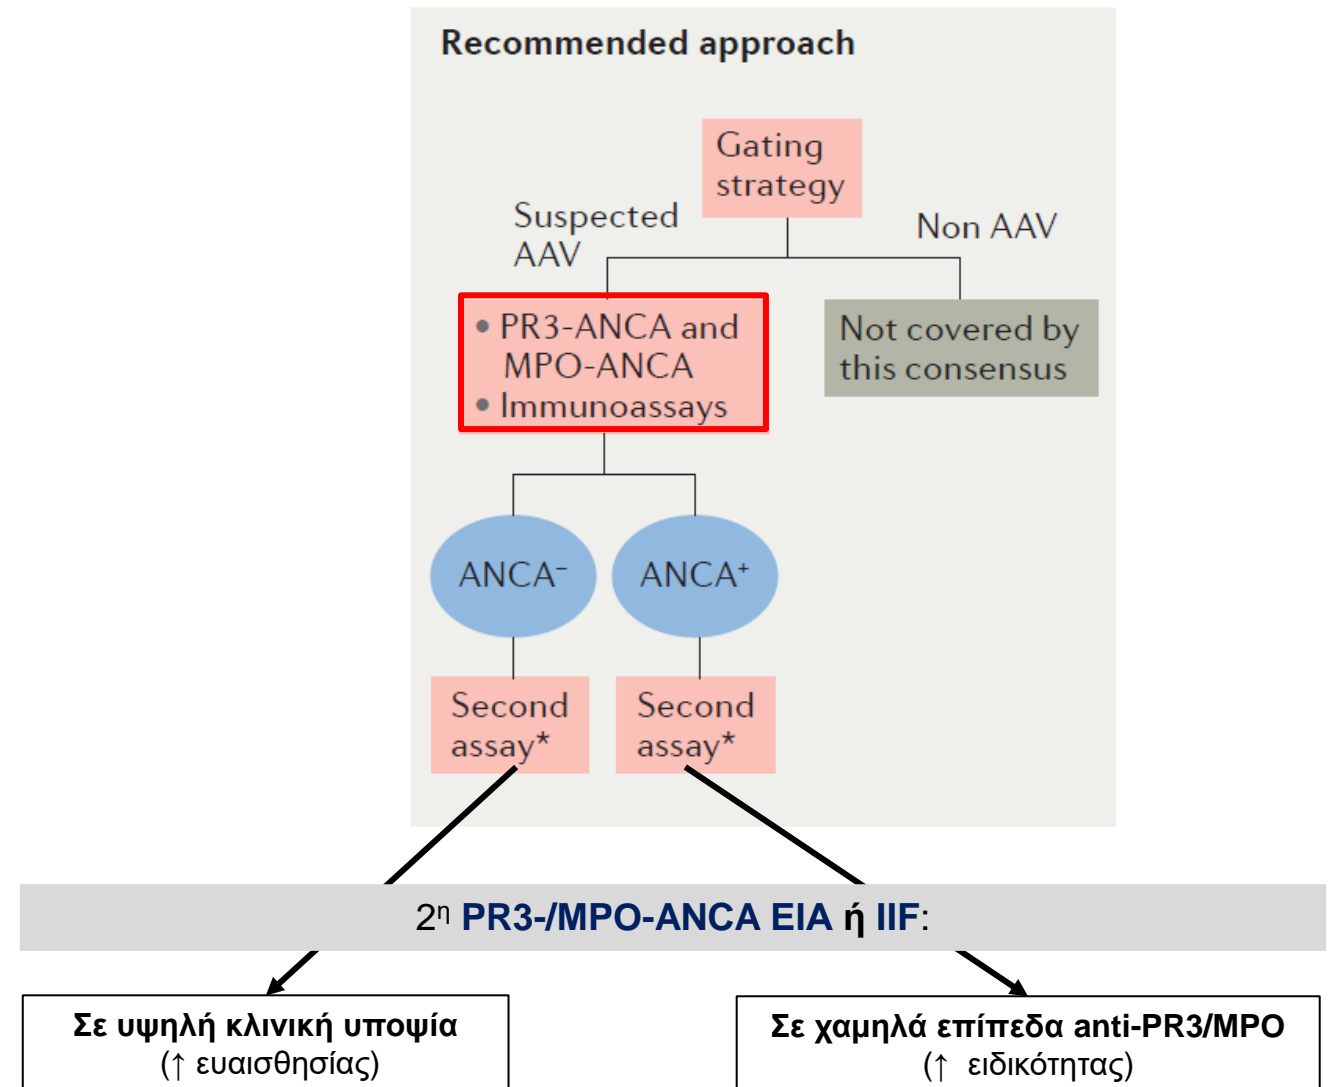 Recommended approach
Gating
strategy
Suspected
AAV
Non AAV
• PR3-ANCA and
MPO-ANCA
• Immunoassays
Not covered by
this consensus
ANCA⁻
ANCA⁺
Second
assay*
Second
assay*
2η PR3-/MPO-ANCA EIA ή IIF:
Σε υψηλή κλινική υποψία
(↑ ευαισθησίας)
Σε χαμηλά επίπεδα anti-PR3/MPO
(↑ ειδικότητας)